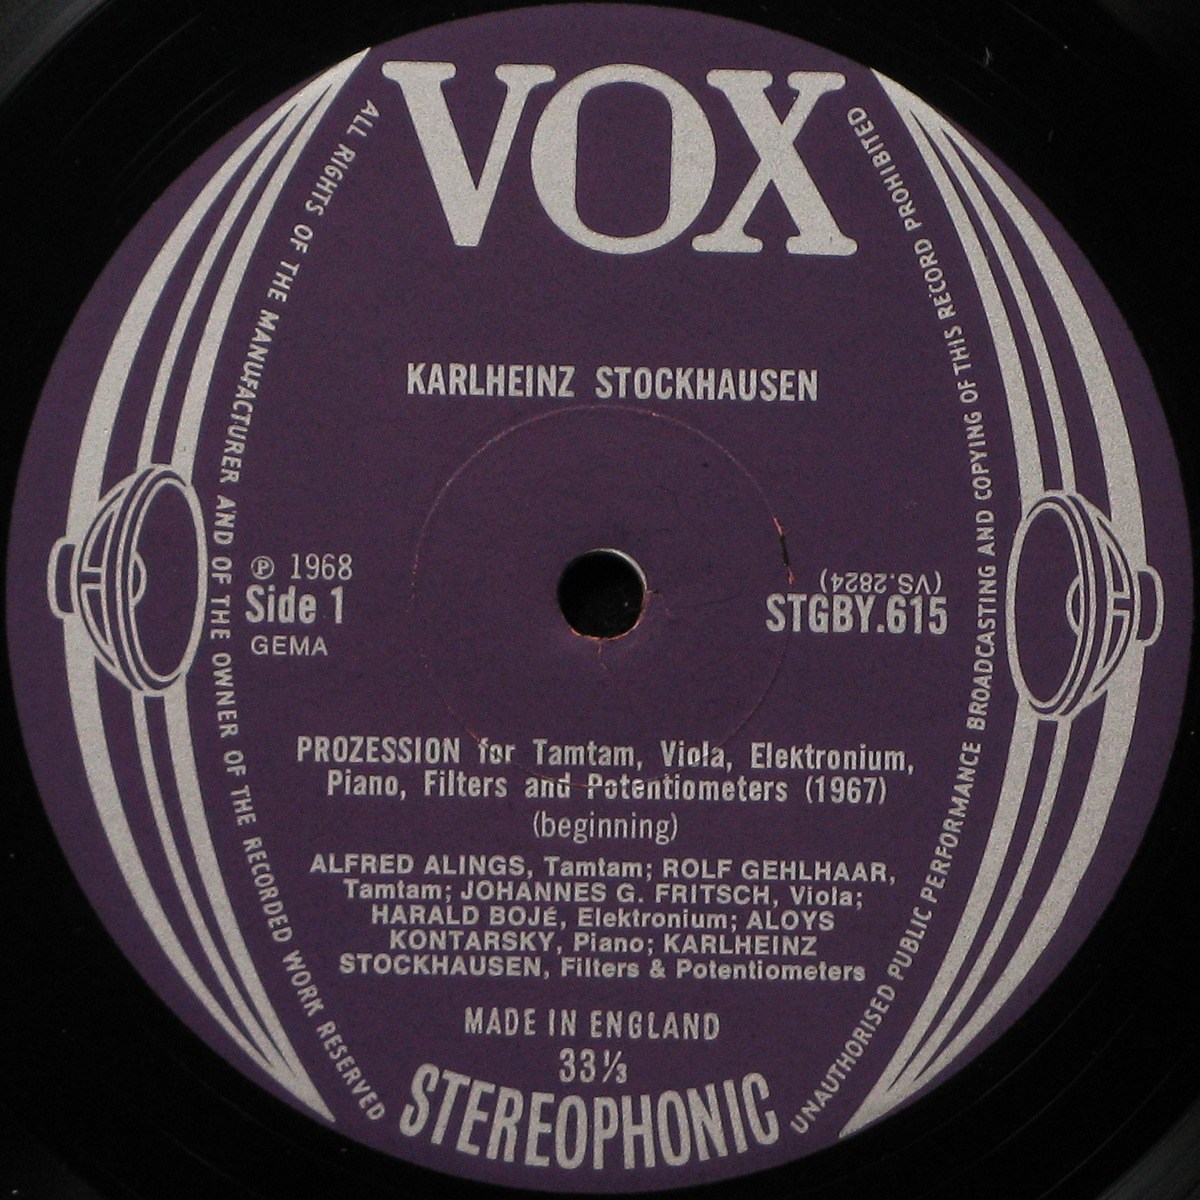 VOX
ALL RIGHTS OF THE MANUFACTURER AND OF THE OWNER OF THE RECORDED WORK RESERVED
UNAUTHORISED PUBLIC PERFORMANCE BROADCASTING AND COPYING OF THIS RECORD PROHIBITED
KARLHEINZ STOCKHAUSEN
℗ 1968
Side 1
GEMA
(VS.2824)
STGBY.615
PROZESSION for Tamtam, Viola, Elektronium,
Piano, Filters and Potentiometers (1967)
(beginning)
ALFRED ALINGS, Tamtam; ROLF GEHLHAAR,
Tamtam; JOHANNES G. FRITSCH, Viola;
HARALD BOJÉ, Elektronium; ALOYS
KONTARSKY, Piano; KARLHEINZ
STOCKHAUSEN, Filters & Potentiometers
MADE IN ENGLAND
33⅓
STEREOPHONIC